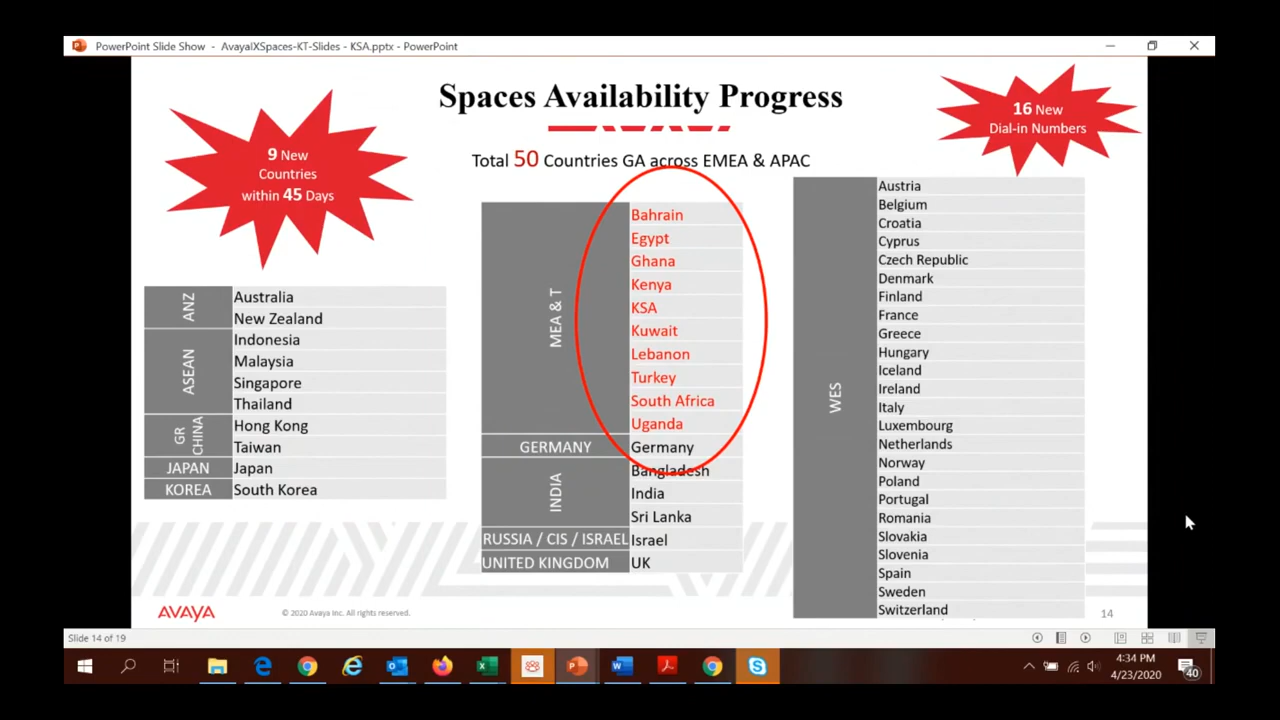 PowerPoint Slide Show - AvayaIXSpaces-KT-Slides - KSA.pptx - PowerPoint
Spaces Availability Progress
Total 50 Countries GA across EMEA & APAC
9 New
Countries
within 45 Days
16 New
Dial-in Numbers
ANZ
Australia
New Zealand
ASEAN
Indonesia
Malaysia
Singapore
Thailand
GR
CHINA
Hong Kong
Taiwan
JAPAN Japan
KOREA South Korea
MEA & T
Bahrain
Egypt
Ghana
Kenya
KSA
Kuwait
Lebanon
Turkey
South Africa
Uganda
GERMANY Germany
INDIA
Bangladesh
India
Sri Lanka
RUSSIA / CIS / ISRAEL Israel
UNITED KINGDOM UK
WES
Austria
Belgium
Croatia
Cyprus
Czech Republic
Denmark
Finland
France
Greece
Hungary
Iceland
Ireland
Italy
Luxembourg
Netherlands
Norway
Poland
Portugal
Romania
Slovakia
Slovenia
Spain
Sweden
Switzerland
AVAYA
© 2020 Avaya Inc. All rights reserved.
14
Slide 14 of 19
4:34 PM
4/23/2020
40